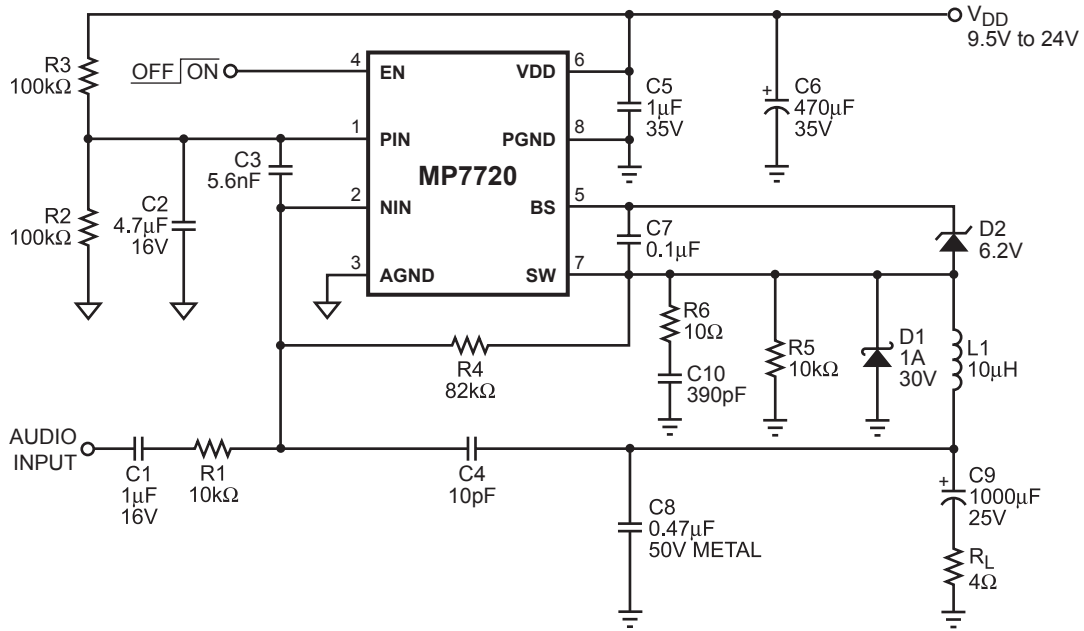 VDD
9.5V to 24V
R3
100kΩ
OFF ON
4
EN
VDD
6
C5
1µF
35V
+
C6
470µF
35V
1
PIN
PGND
8
C3
5.6nF
MP7720
R2
100kΩ
C2
4.7µF
16V
2
NIN
BS
5
C7
0.1µF
D2
6.2V
3
AGND
SW
7
R6
10Ω
R4
82kΩ
C10
390pF
R5
10kΩ
D1
1A
30V
L1
10µH
AUDIO
INPUT
C1
1µF
16V
R1
10kΩ
C4
10pF
C8
0.47µF
50V METAL
+
C9
1000µF
25V
RL
4Ω